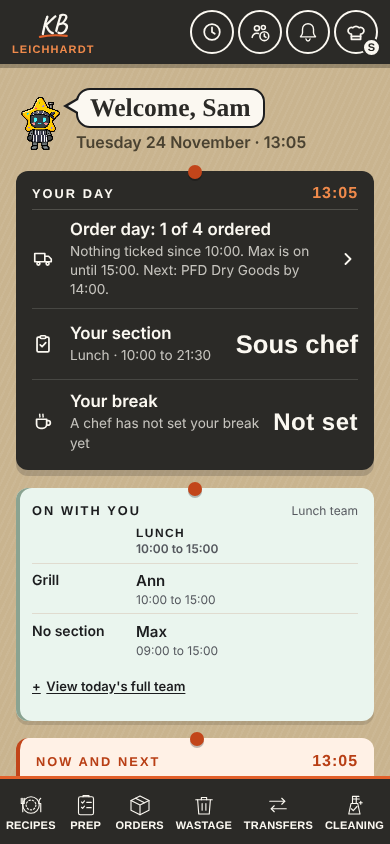 KB
LEICHHARDT
S
Welcome, Sam
Tuesday 24 November · 13:05
YOUR DAY 13:05
Order day: 1 of 4 ordered
Nothing ticked since 10:00. Max is on
until 15:00. Next: PFD Dry Goods by
14:00.
Your section
Lunch · 10:00 to 21:30
Sous chef
Your break
A chef has not set your break
yet
Not set
ON WITH YOU Lunch team
LUNCH
10:00 to 15:00
Grill Ann
10:00 to 15:00
No section Max
09:00 to 15:00
+ View today's full team
NOW AND NEXT 13:05
RECIPES PREP ORDERS WASTAGE TRANSFERS CLEANING